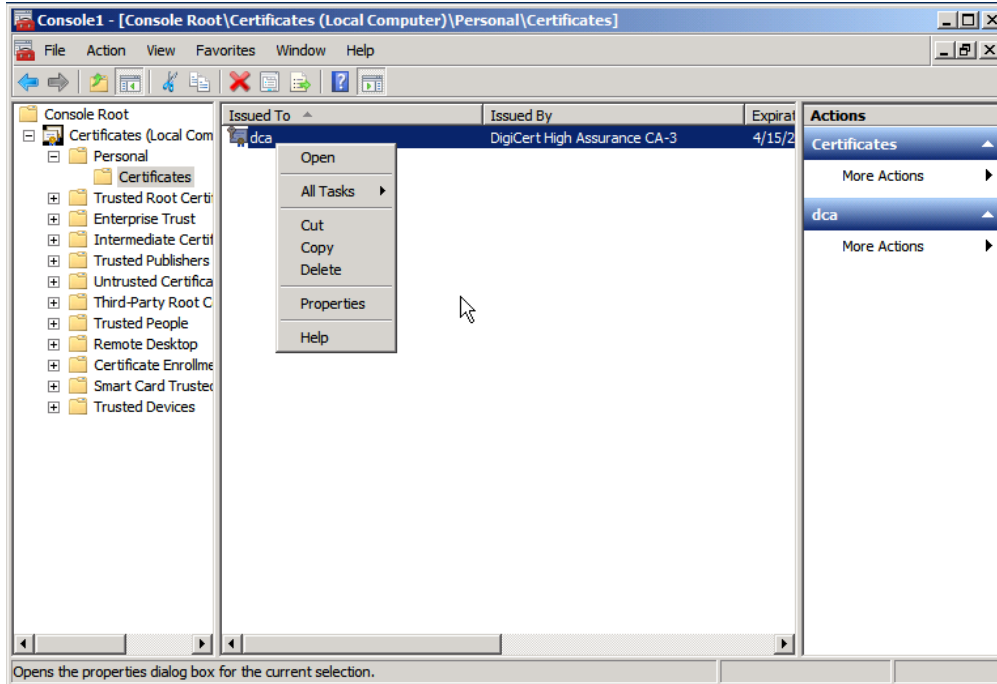 Console1 - [Console Root\Certificates (Local Computer)\Personal\Certificates]
File Action View Favorites Window Help
Console Root
Certificates (Local Com
Personal
Certificates
Trusted Root Certi
Enterprise Trust
Intermediate Certif
Trusted Publishers
Untrusted Certifica
Third-Party Root C
Trusted People
Remote Desktop
Certificate Enrollme
Smart Card Trusted
Trusted Devices
Issued To Issued By Expirat
dca DigiCert High Assurance CA-3 4/15/2
Open
All Tasks
Cut
Copy
Delete
Properties
Help
Actions
Certificates
More Actions
dca
More Actions
Opens the properties dialog box for the current selection.